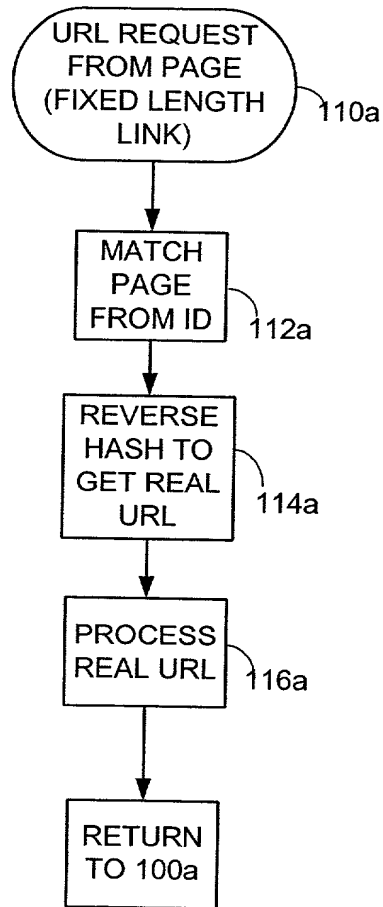 URL REQUEST
FROM PAGE
(FIXED LENGTH
LINK)
110a
MATCH
PAGE
FROM ID
112a
REVERSE
HASH TO
GET REAL
URL
114a
PROCESS
REAL URL
116a
RETURN
TO 100a